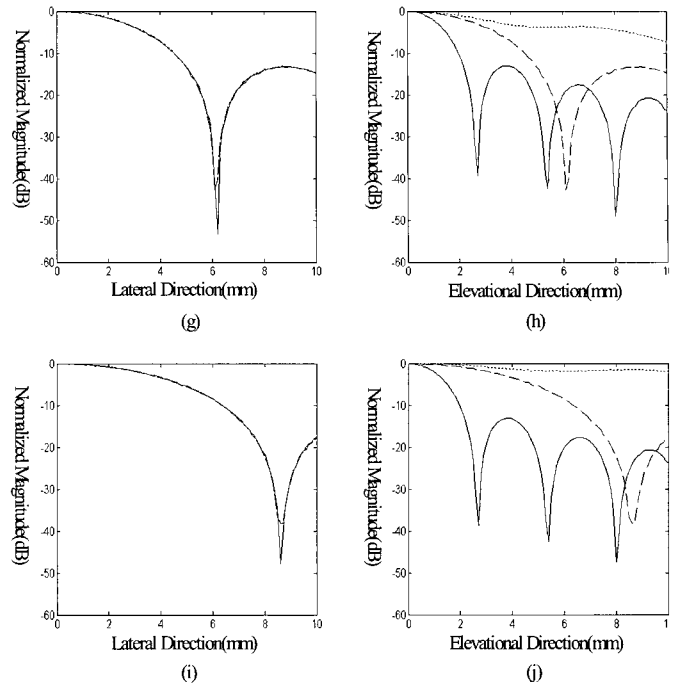 0
-10
-20
-30
-40
-50
-60
Normalized Magnitude(dB)
0 2 4 6 8 10
Lateral Direction(mm)
(g)
0
-10
-20
-30
-40
-50
-60
Normalized Magnitude(dB)
0 2 4 6 8 10
Elevational Direction(mm)
(h)
0
-10
-20
-30
-40
-50
-60
Normalized Magnitude(dB)
0 2 4 6 8 10
Lateral Direction(mm)
(i)
0
-10
-20
-30
-40
-50
-60
Normalized Magnitude(dB)
0 2 4 6 8 1
Elevational Direction(mm)
(j)